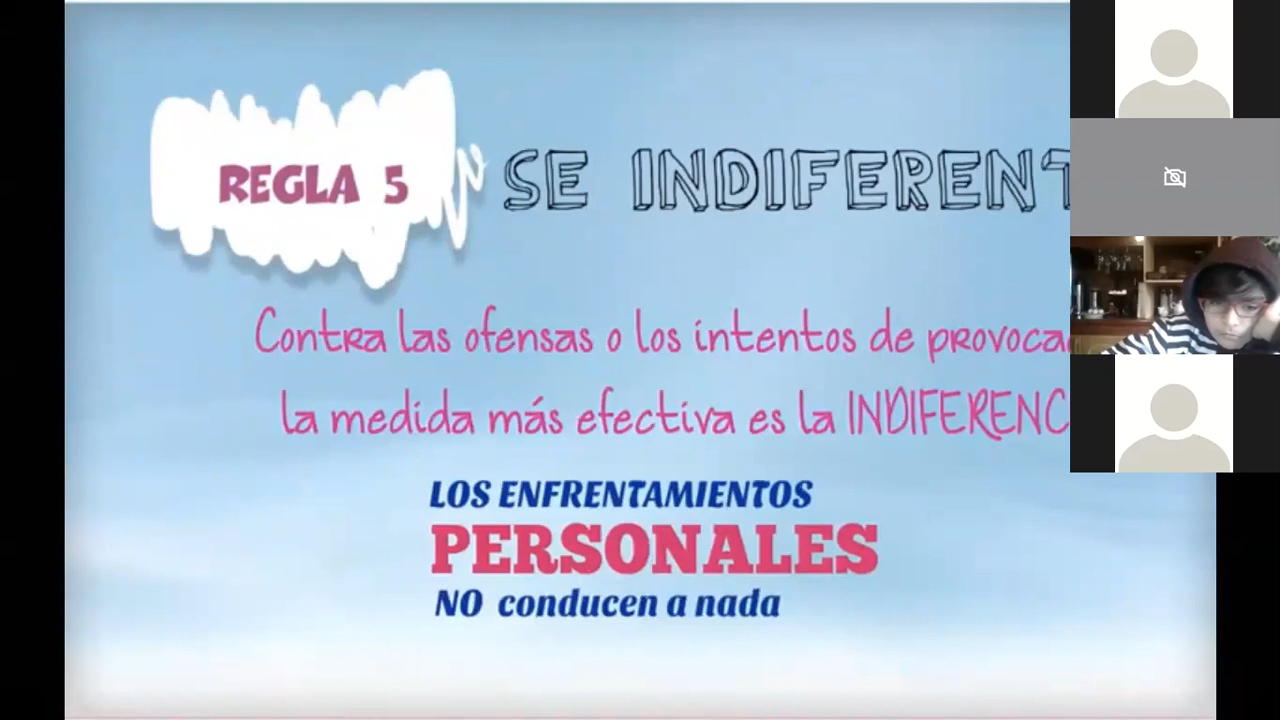 REGLA 5
SE INDIFERENT
Contra las ofensas o los intentos de provoca
la medida más efectiva es la INDIFERENC
LOS ENFRENTAMIENTOS
PERSONALES
NO conducen a nada